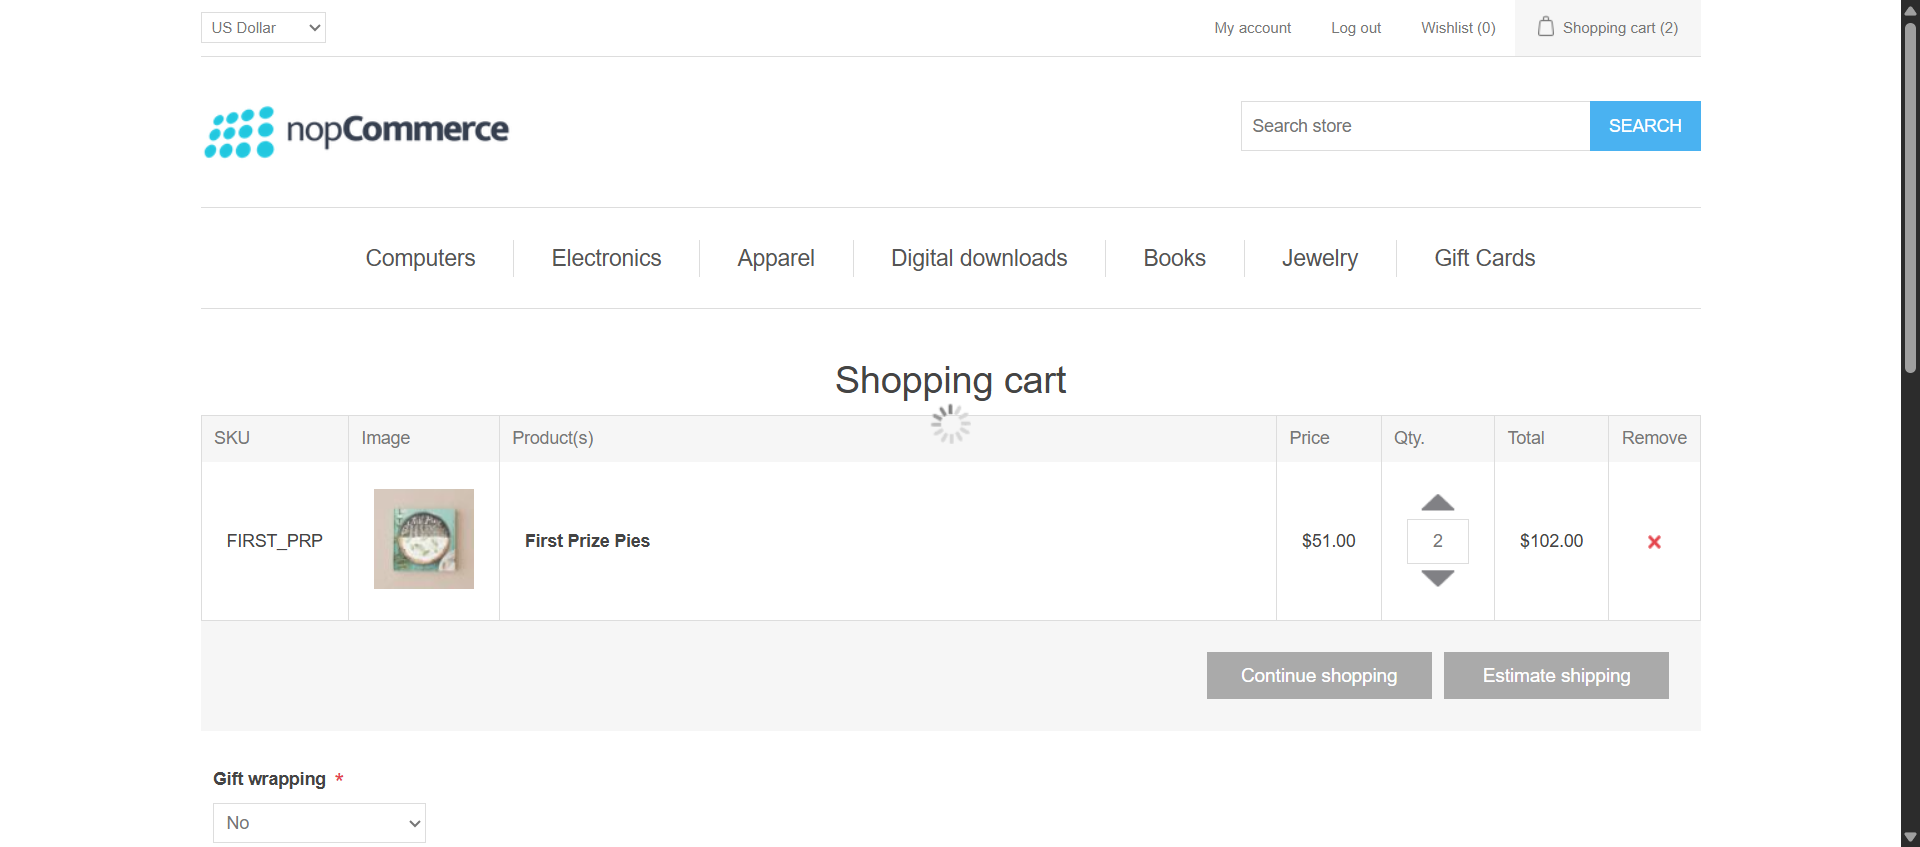 US Dollar
My account
Log out
Wishlist (0)
Shopping cart (2)
nopCommerce
Search store
SEARCH
Computers
Electronics
Apparel
Digital downloads
Books
Jewelry
Gift Cards
Shopping cart
SKU
Image
Product(s)
Price
Qty.
Total
Remove
FIRST_PRP
First Prize Pies
$51.00
2
$102.00
Continue shopping
Estimate shipping
Gift wrapping *
No